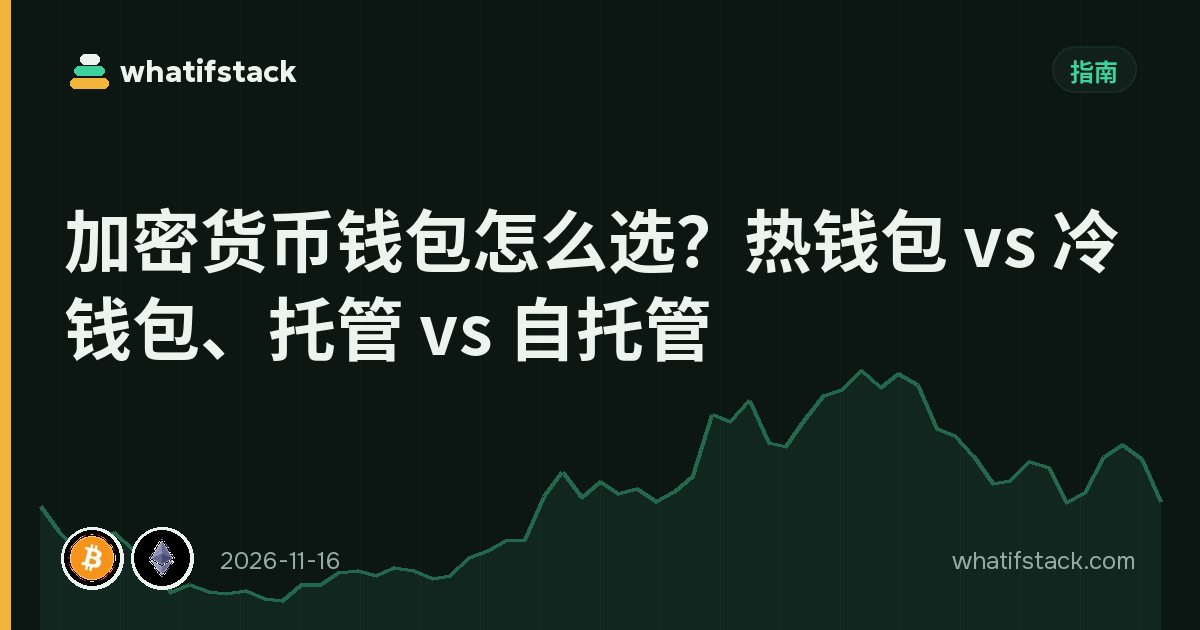 whatifstack
指南
加密货币钱包怎么选？热钱包 vs 冷
钱包、托管 vs 自托管
2026-11-16
whatifstack.com